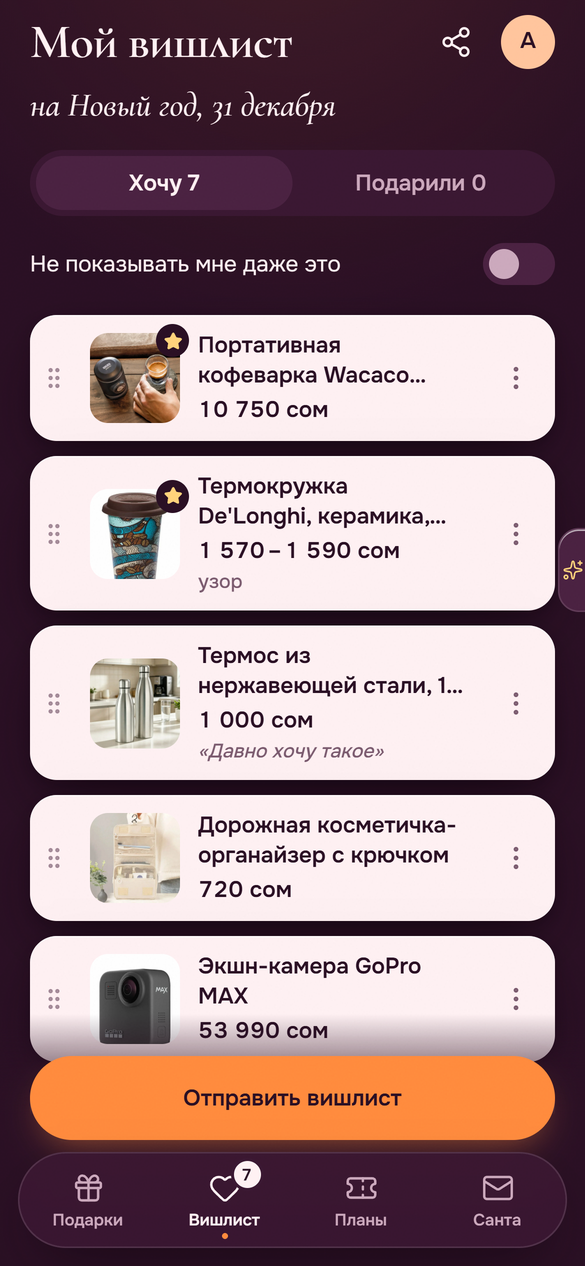 Мой вишлист
А
на Новый год, 31 декабря
Хочу 7
Подарили 0
Не показывать мне даже это
Портативная
кофеварка Wacaco...
10 750 сом
Термокружка
De'Longhi, керамика,...
1 570 – 1 590 сом
узор
Термос из
нержавеющей стали, 1...
1 000 сом
«Давно хочу такое»
Дорожная косметичка-
органайзер с крючком
720 сом
Экшн-камера GoPro
MAX
53 990 сом
MAX
Отправить вишлист
7
Подарки
Вишлист
Планы
Санта